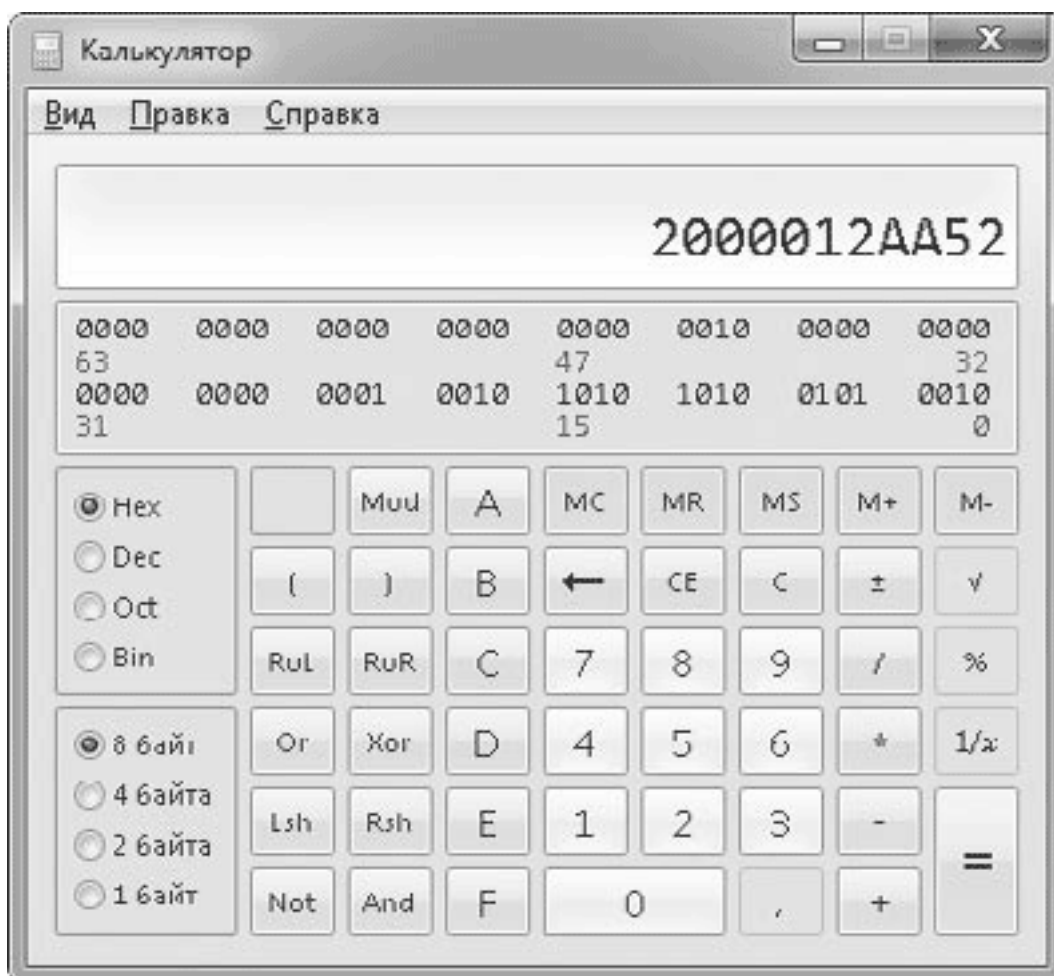 Калькулятор
Вид Правка Справка
2000012AA52
0000 0000 0000 0000 0000 0010 0000 0000
63 47 32
0000 0000 0001 0010 1010 1010 0101 0010
31 15 0
Hex Mod A MC MR MS M+ M-
Dec ( ) B ← CE C ± √
Oct
Bin RoL RoR C 7 8 9 / %
8 байт Or Xor D 4 5 6 * 1/x
4 байта Lsh Rsh E 1 2 3 - =
2 байта
1 байт Not And F 0 , +